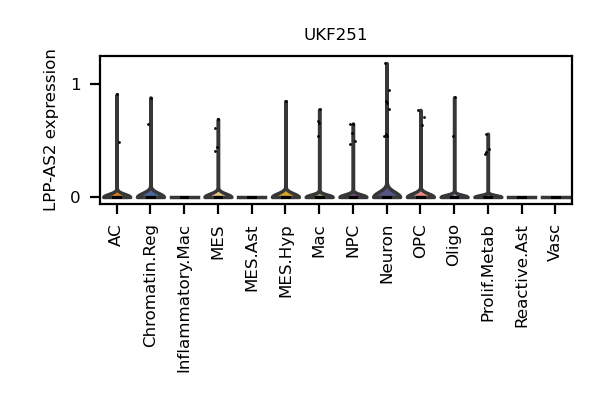 UKF251
LPP-AS2 expression
1
0
AC
Chromatin.Reg
Inflammatory.Mac
MES
MES.Ast
MES.Hyp
Mac
NPC
Neuron
OPC
Oligo
Prolif.Metab
Reactive.Ast
Vasc